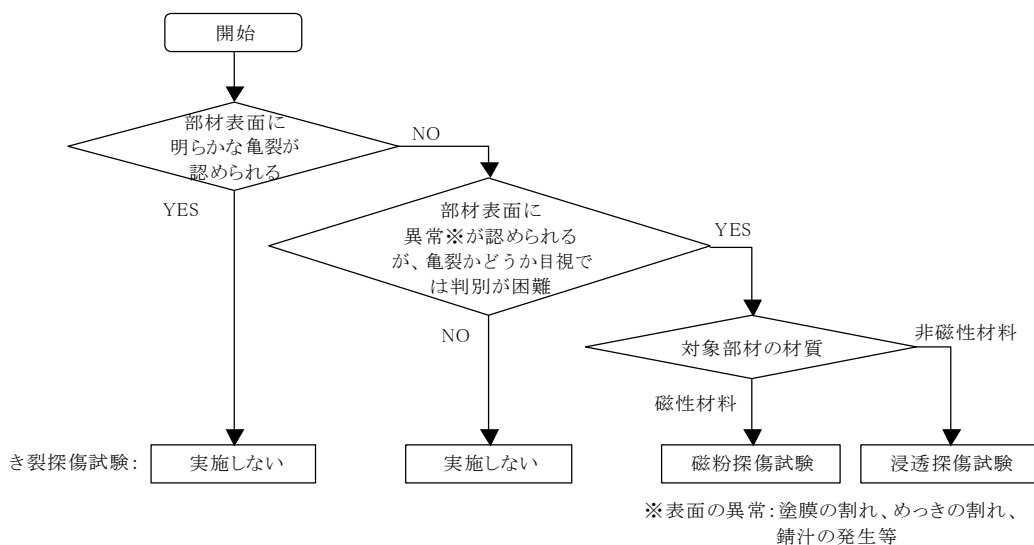 開始
部材表面に
明らかな亀裂が
認められる
NO
YES
部材表面に
異常※が認められる
が、亀裂かどうか目視で
は判別が困難
YES
NO
対象部材の材質
非磁性材料
磁性材料
き裂探傷試験:
実施しない
実施しない
磁粉探傷試験
浸透探傷試験
※表面の異常:塗膜の割れ、めっきの割れ、
錆汁の発生等